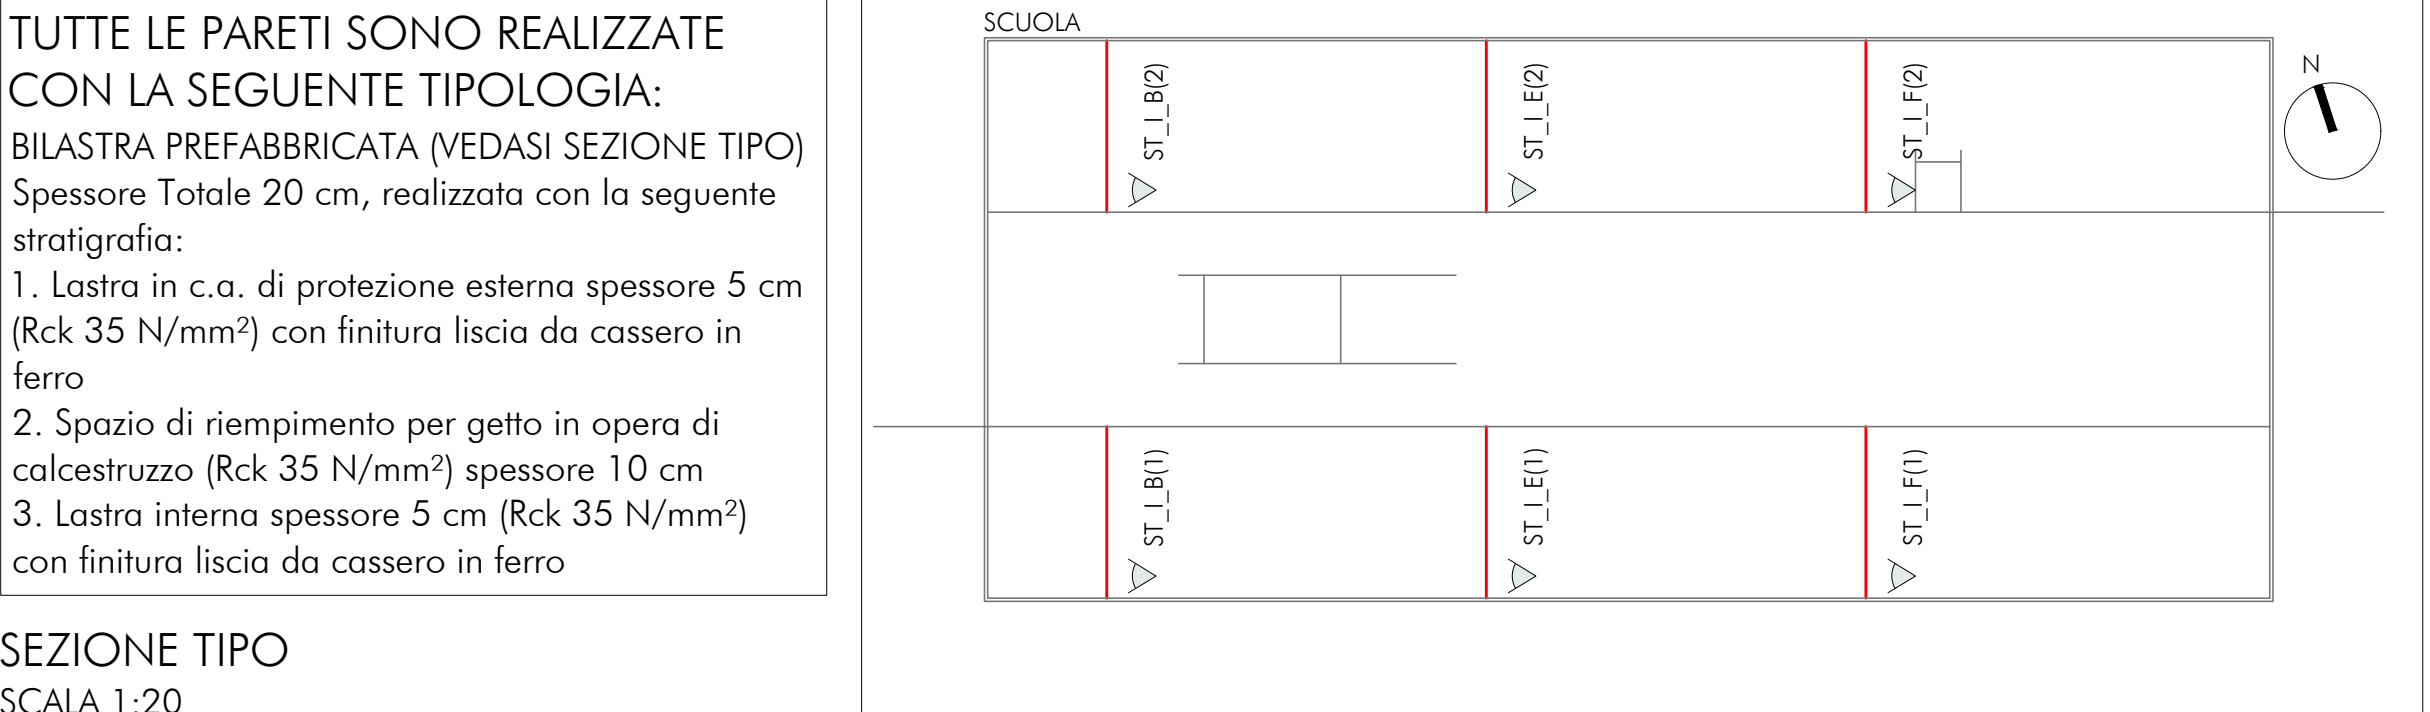 TUTTE LE PARETI SONO REALIZZATE
CON LA SEGUENTE TIPOLOGIA:
BILASTRA PREFABBRICATA (VEDASI SEZIONE TIPO)
Spessore Totale 20 cm, realizzata con la seguente
stratigrafia:
1. Lastra in c.a. di protezione esterna spessore 5 cm
(Rck 35 N/mm²) con finitura liscia da cassero in
ferro
2. Spazio di riempimento per getto in opera di
calcestruzzo (Rck 35 N/mm²) spessore 10 cm
3. Lastra interna spessore 5 cm (Rck 35 N/mm²)
con finitura liscia da cassero in ferro
SEZIONE TIPO
SCALA 1:20
SCUOLA
ST_I_B(2)
ST_I_E(2)
ST_I_F(2)
N
ST_I_B(1)
ST_I_E(1)
ST_I_F(1)